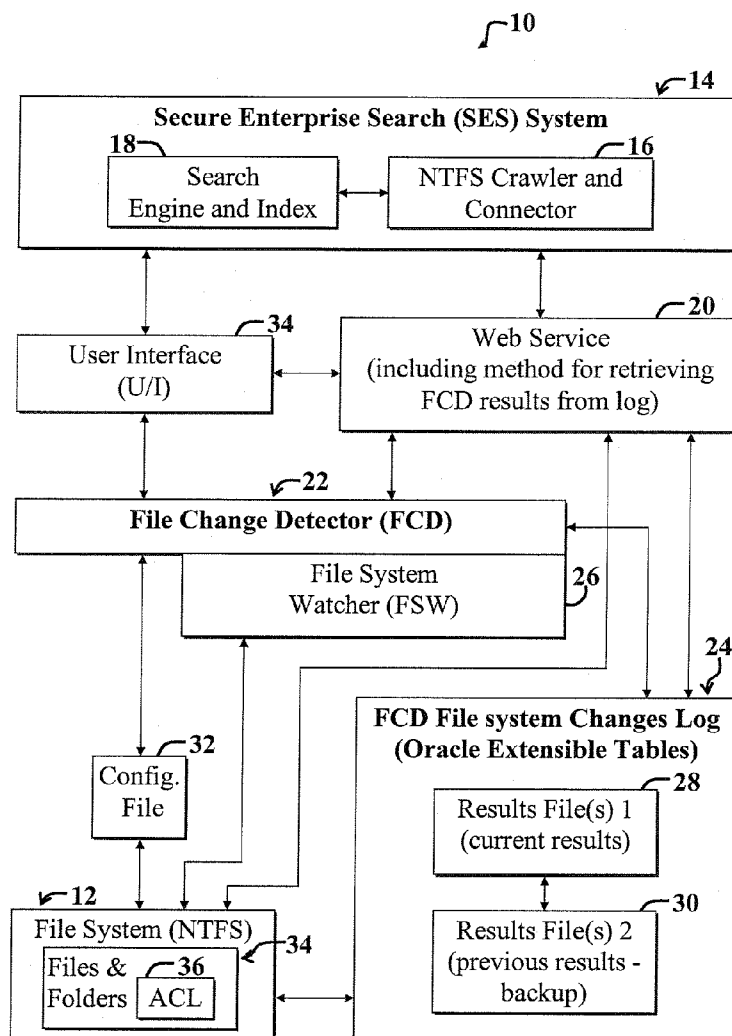 10
14
Secure Enterprise Search (SES) System
18
16
Search
Engine and Index
NTFS Crawler and
Connector
34
20
User Interface
(U/I)
Web Service
(including method for retrieving
FCD results from log)
22
File Change Detector (FCD)
File System
Watcher (FSW)
26
24
FCD File system Changes Log
(Oracle Extensible Tables)
32
Config.
File
28
Results File(s) 1
(current results)
30
Results File(s) 2
(previous results -
backup)
12
File System (NTFS)
34
Files &
Folders
36
ACL